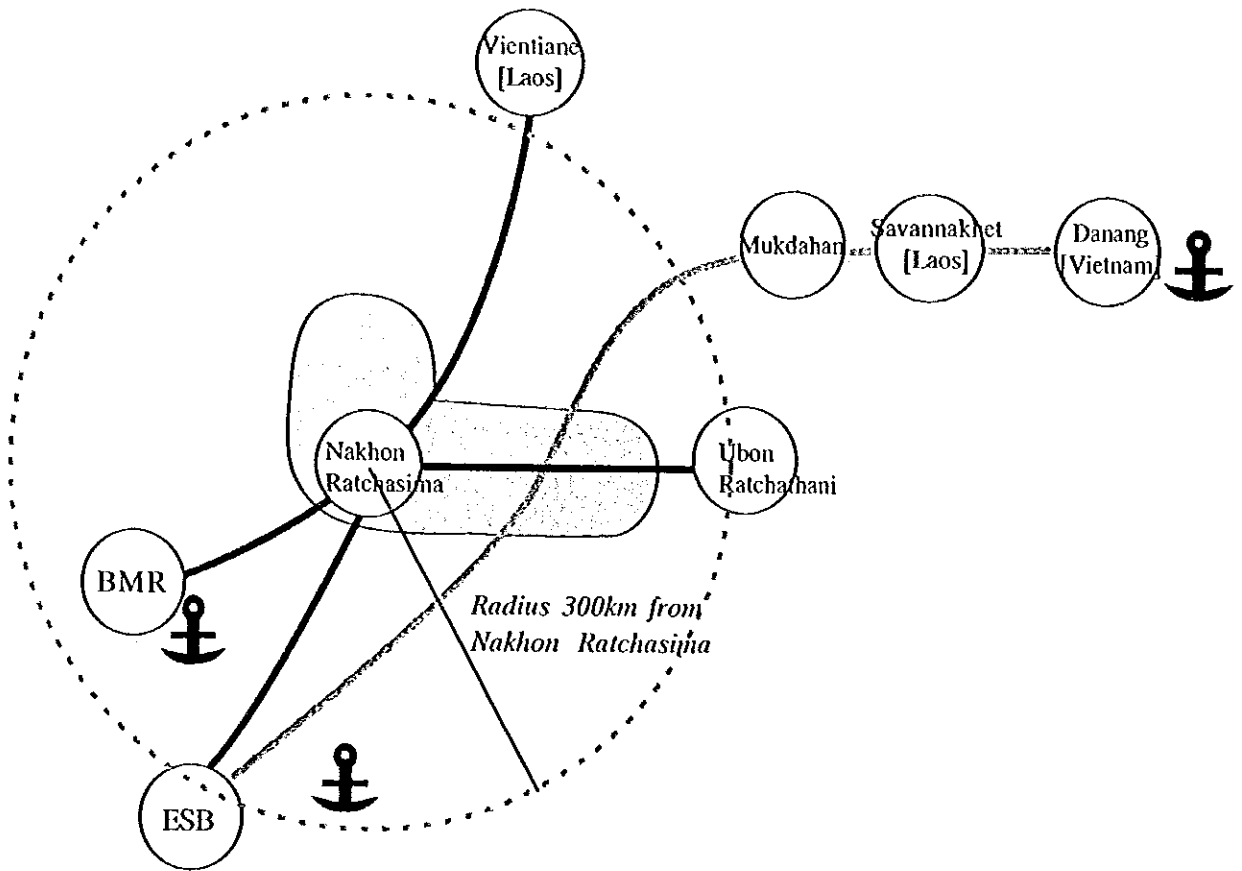 Vientiane
[Laos]
Mukdahan
Savannakhet
[Laos]
Danang
[Vietnam]
Nakhon
Ratchasima
Ubon
Ratchathani
BMR
Radius 300km from
Nakhon Ratchasima
ESB